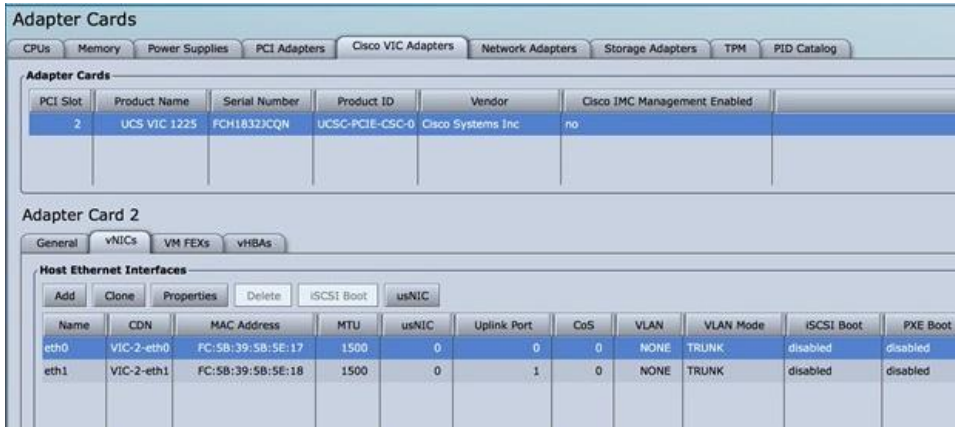 Adapter Cards
CPUs Memory Power Supplies PCI Adapters Cisco VIC Adapters Network Adapters Storage Adapters TPM PID Catalog
Adapter Cards
PCI Slot Product Name Serial Number Product ID Vendor Cisco IMC Management Enabled
2 UCS VIC 1225 FCH1832JCQN UCSC-PCIE-CSC-0 Cisco Systems Inc no
Adapter Card 2
General vNICs VM FEXs vHBAs
Host Ethernet Interfaces
Add Clone Properties Delete iSCSI Boot usNIC
Name CDN MAC Address MTU usNIC Uplink Port CoS VLAN VLAN Mode iSCSI Boot PXE Boot
eth0 VIC-2-eth0 FC:5B:39:5B:5E:17 1500 0 0 0 NONE TRUNK disabled disabled
eth1 VIC-2-eth1 FC:5B:39:5B:5E:18 1500 0 1 0 NONE TRUNK disabled disabled